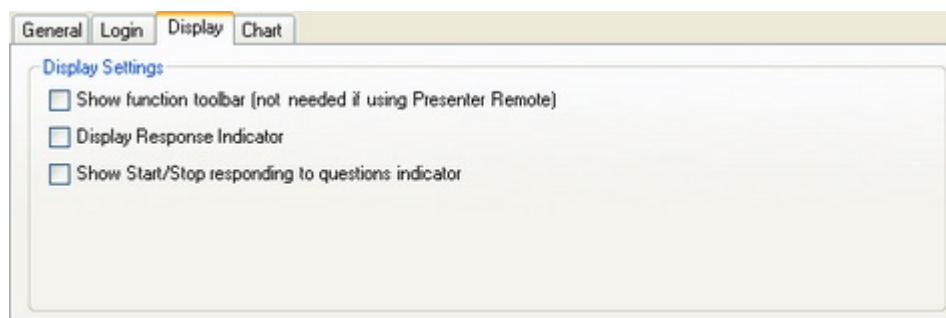 General Login Display Chart
Display Settings
Show function toolbar (not needed if using Presenter Remote)
Display Response Indicator
Show Start/Stop responding to questions indicator